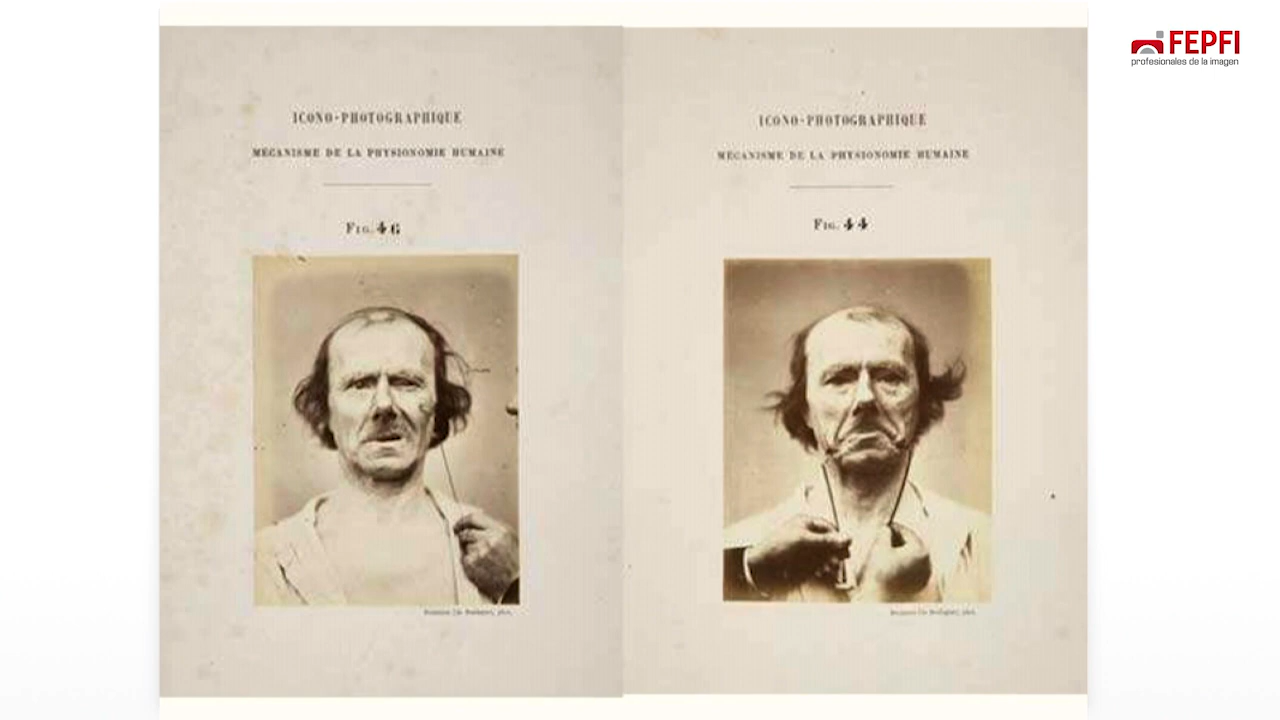 FEPFI
profesionales de la imagen
ICONO-PHOTOGRAPHIQUE
MÉCANISME DE LA PHYSIONOMIE HUMAINE
FIG. 46
ICONO-PHOTOGRAPHIQUE
MÉCANISME DE LA PHYSIONOMIE HUMAINE
FIG. 44